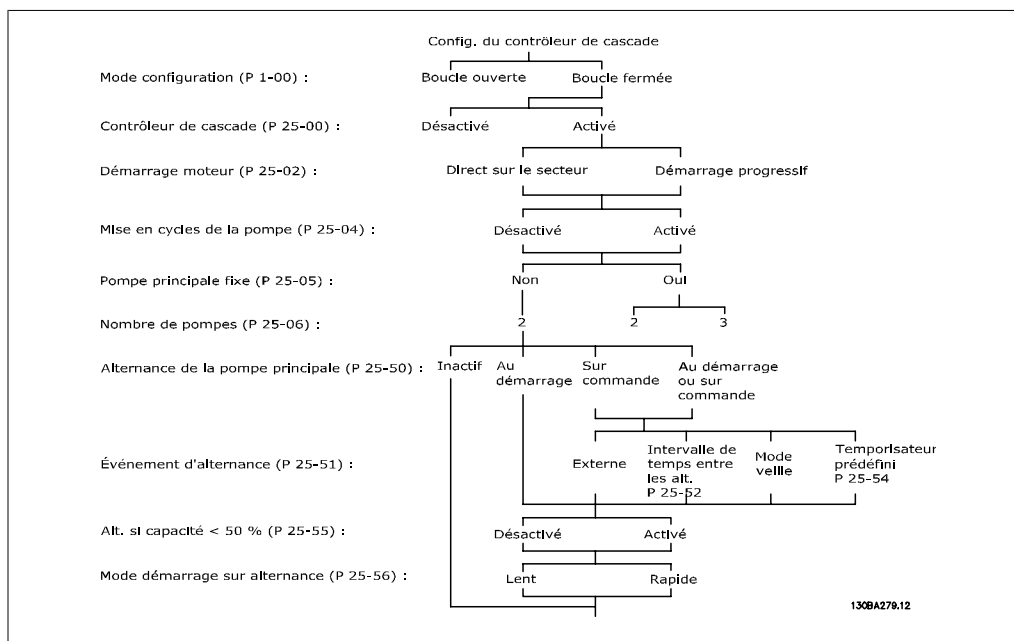 Config. du contrôleur de cascade
Mode configuration (P 1-00) : Boucle ouverte Boucle fermée
Contrôleur de cascade (P 25-00) : Désactivé Activé
Démarrage moteur (P 25-02) : Direct sur le secteur Démarrage progressif
Mise en cycles de la pompe (P 25-04) : Désactivé Activé
Pompe principale fixe (P 25-05) : Non Oui
Nombre de pompes (P 25-06) : 2 2 3
Alternance de la pompe principale (P 25-50) : Inactif Au Sur Au démarrage
démarrage commande ou sur
commande
Événement d'alternance (P 25-51) : Externe Intervalle de Mode Temporisateur
temps entre veille prédéfini
les alt. P 25-54
P 25-52
Alt. si capacité < 50 % (P 25-55) : Désactivé Activé
Mode démarrage sur alternance (P 25-56) : Lent Rapide
130BA279.12